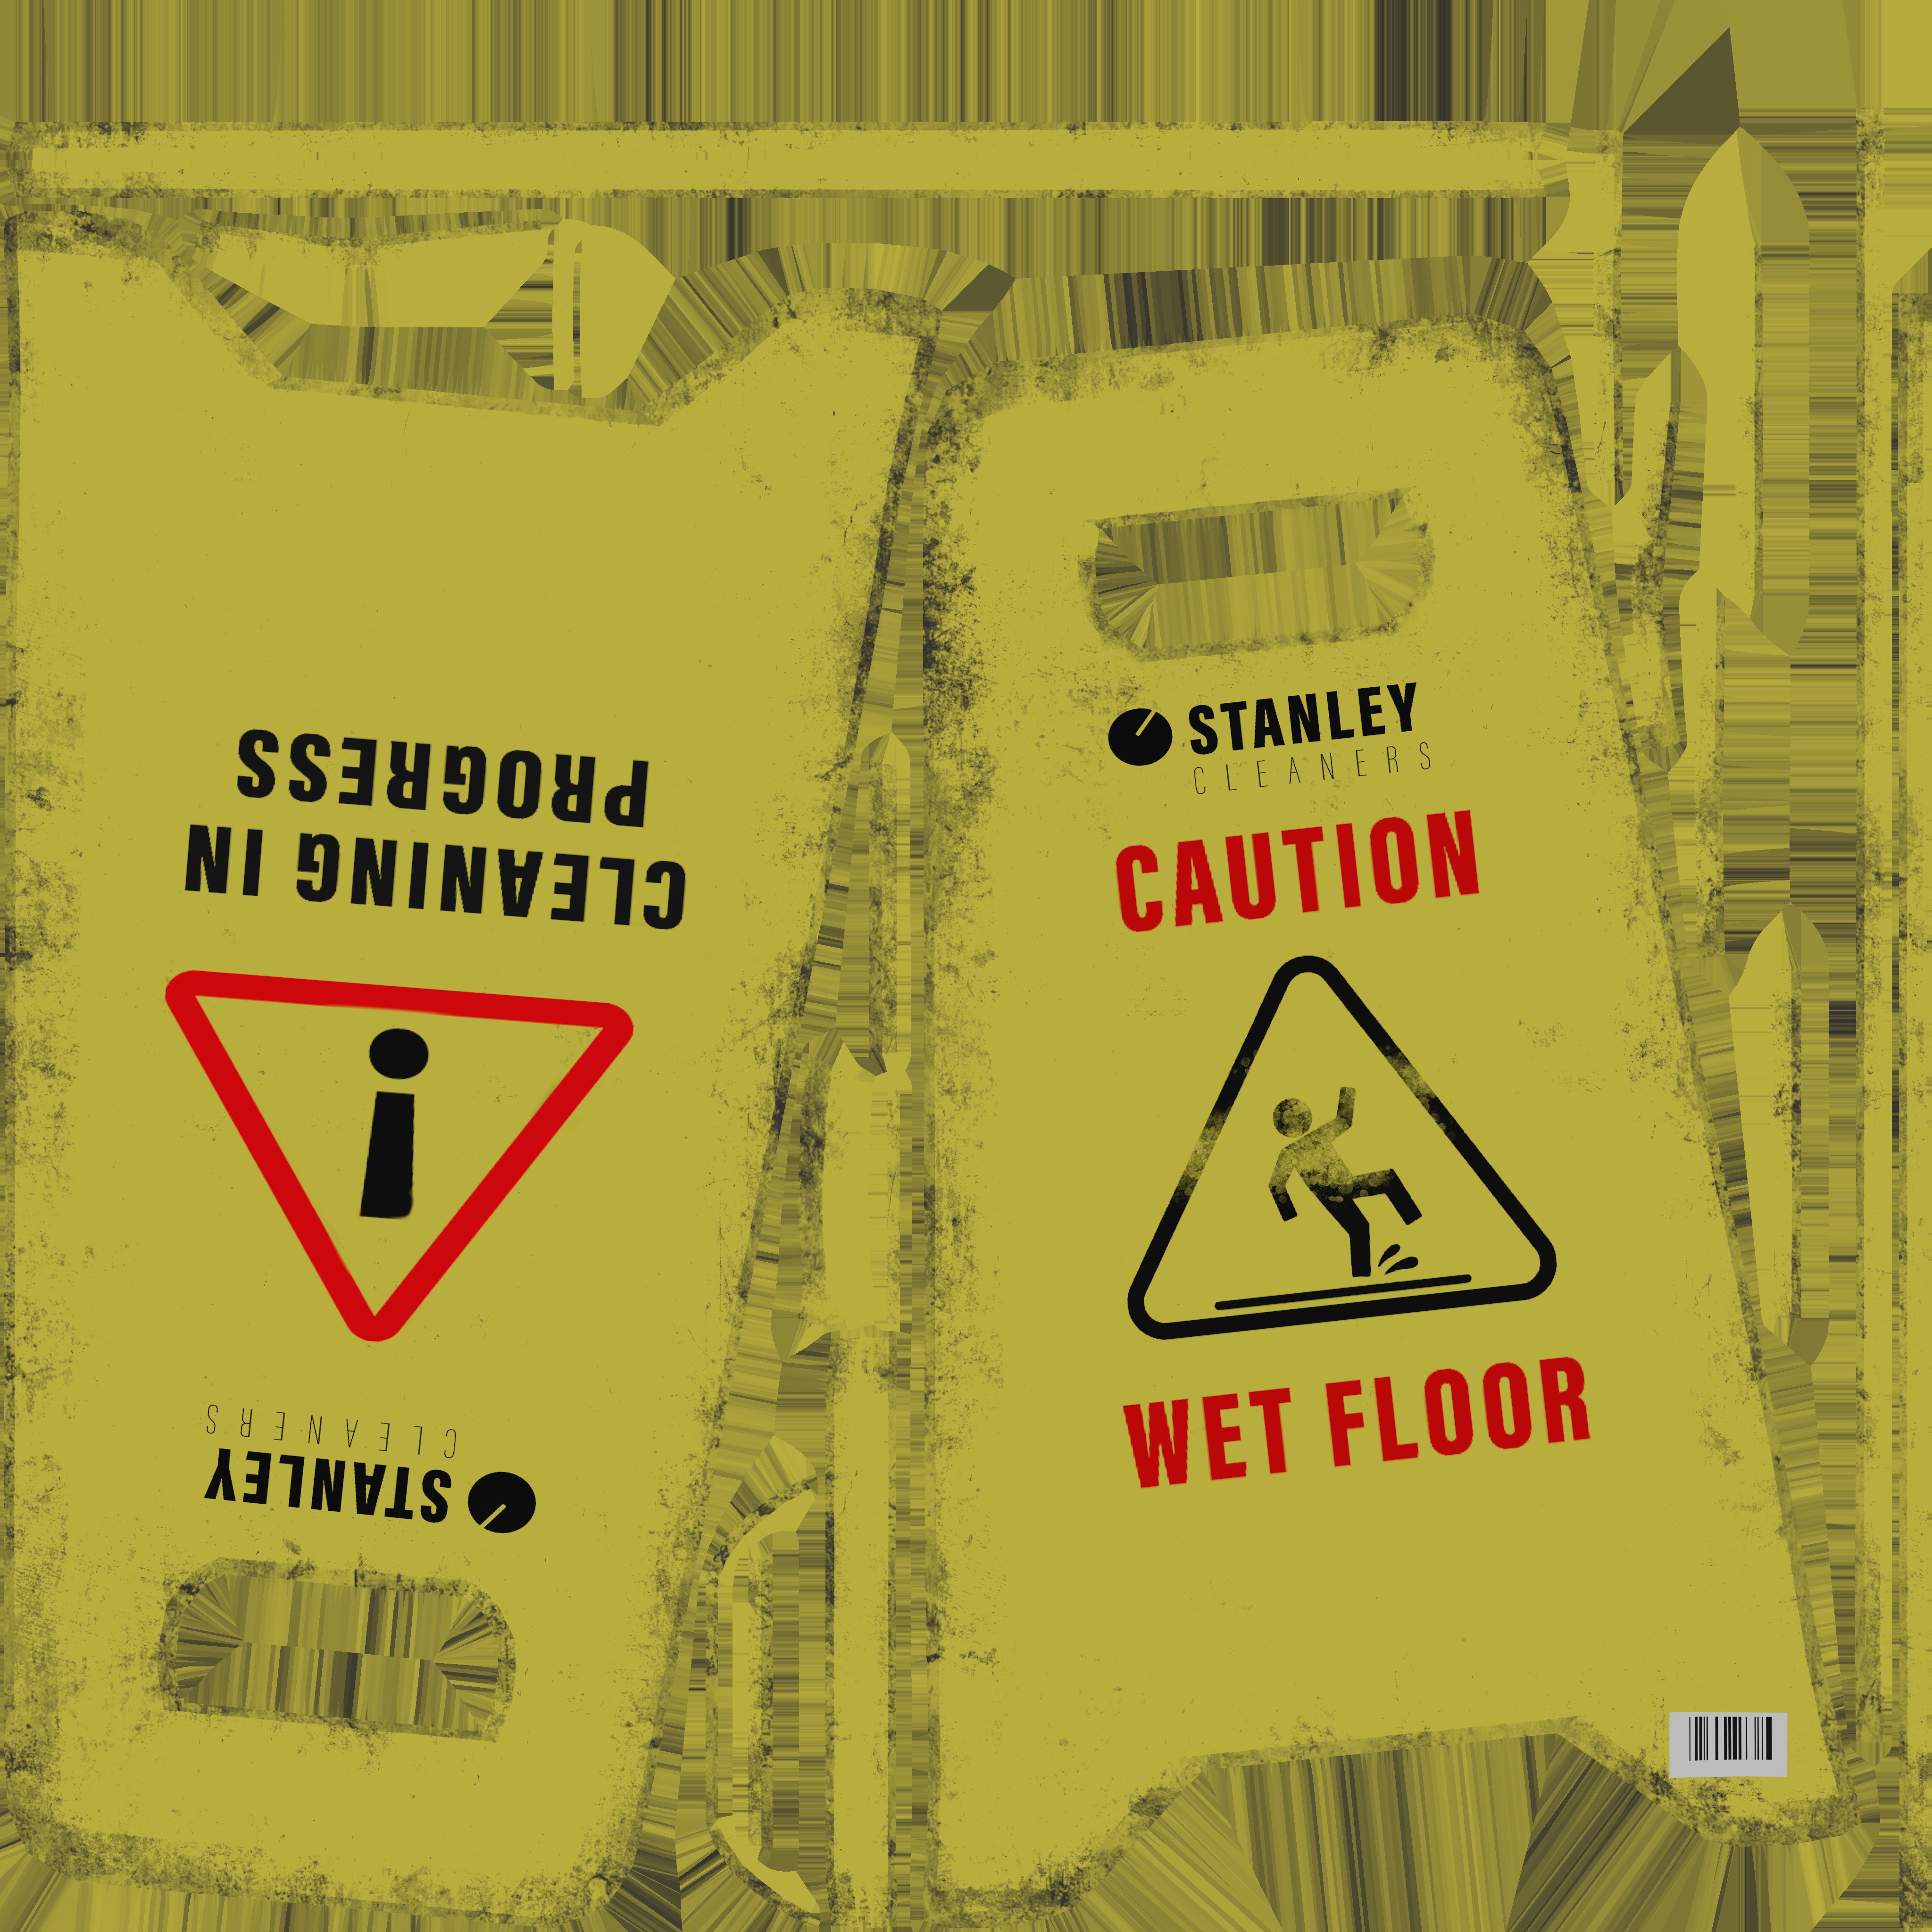 STANLEY
CLEANERS
CAUTION
WET FLOOR
STANLEY
CLEANERS
CLEANING IN
PROGRESS